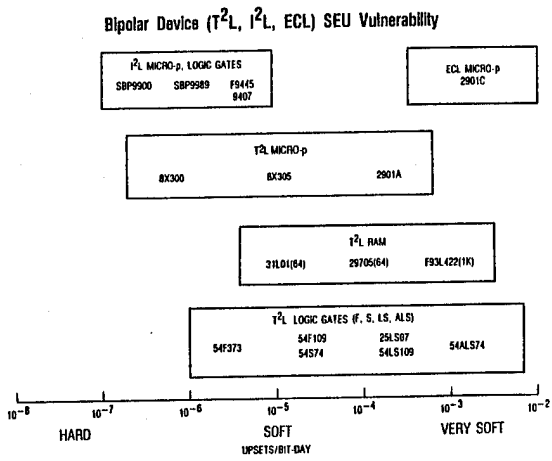 Bipolar Device (T²L, I²L, ECL) SEU Vulnerability
I²L MICRO-p, LOGIC GATES
SBP9900 SBP9989 F9445
9407
ECL MICRO-p
2901C
T²L MICRO-p
8X300 8X305 2901A
T²L RAM
31L01(64) 29705(64) F93L422(1K)
T²L LOGIC GATES (F, S, LS, ALS)
54F373 54F109 25LS07 54ALS74
54S74 54LS109
10⁻⁸ 10⁻⁷ 10⁻⁶ 10⁻⁵ 10⁻⁴ 10⁻³ 10⁻²
HARD SOFT VERY SOFT
UPSETS/BIT-DAY